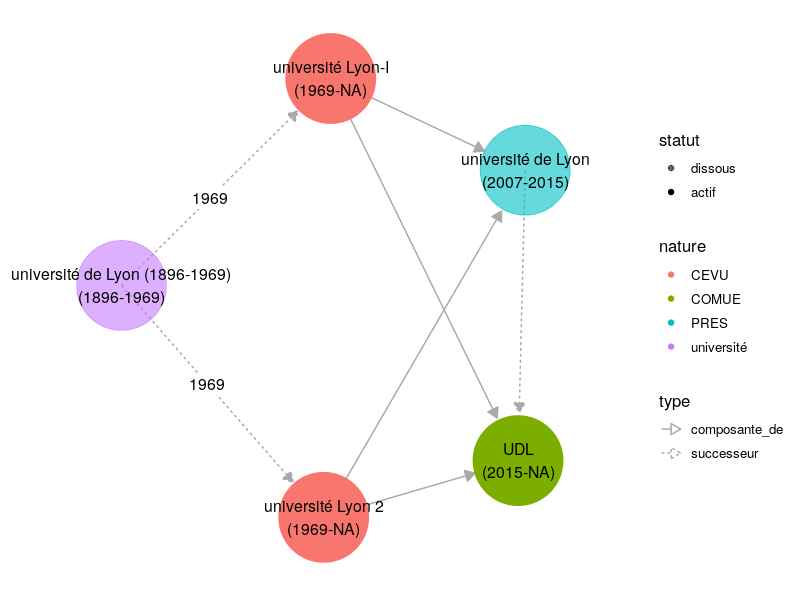 université Lyon-I
(1969-NA)
université de Lyon
(2007-2015)
1969
université de Lyon (1896-1969)
(1896-1969)
1969
UDL
(2015-NA)
université Lyon 2
(1969-NA)
statut
dissous
actif
nature
CEVU
COMUE
PRES
université
type
composante_de
successeur